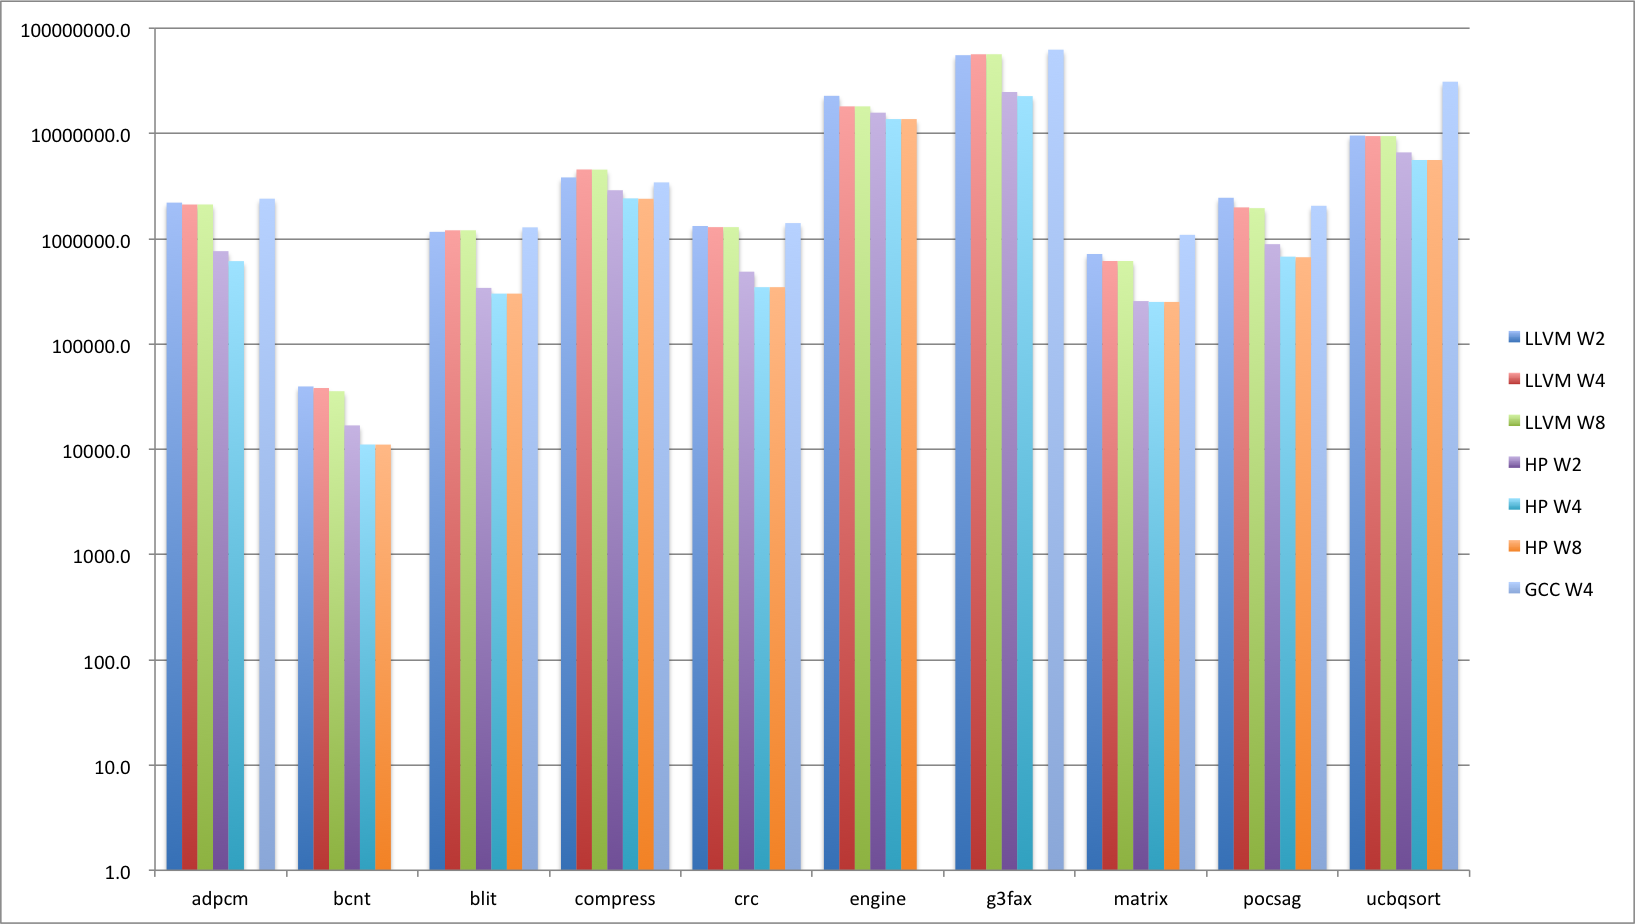 100000000.0
10000000.0
1000000.0
100000.0
10000.0
1000.0
100.0
10.0
1.0
adpcm bcnt blit compress crc engine g3fax matrix pocsag ucbqsort
LLVM W2
LLVM W4
LLVM W8
HP W2
HP W4
HP W8
GCC W4